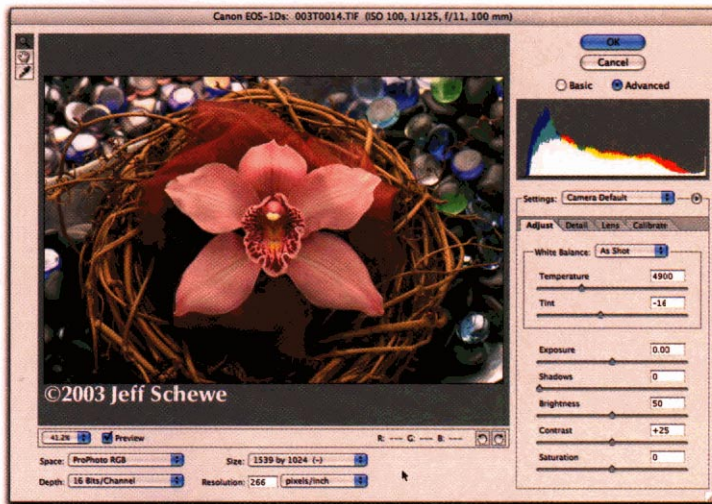 Canon EOS-1Ds: 003T0014.TIF (ISO 100, 1/125, f/11, 100 mm)
OK
Cancel
Basic Advanced
Settings: Camera Default
Adjust Detail Lens Calibrate
White Balance: As Shot
Temperature 4900
Tint -16
Exposure 0.00
Shadows 0
Brightness 50
Contrast +25
Saturation 0
©2003 Jeff Schewe
41.2% Preview R: --- G: --- B: ---
Space: ProPhoto RGB Size: 1539 by 1024 (-)
Depth: 16 Bits/Channel Resolution: 266 pixels/inch